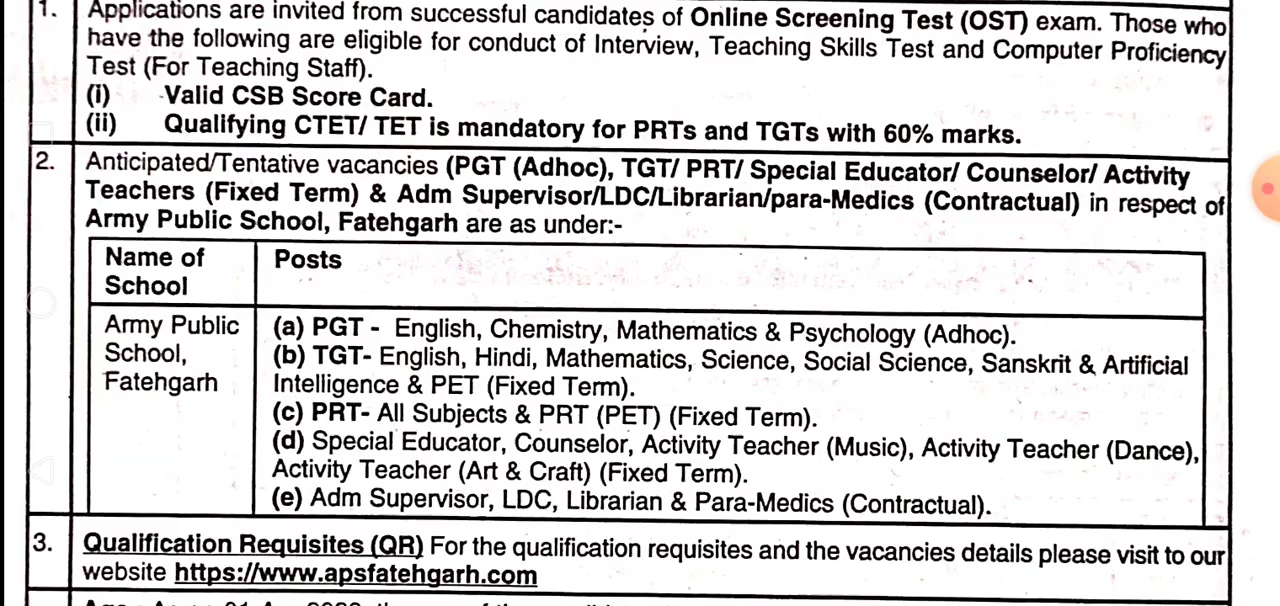 1. Applications are invited from successful candidates of Online Screening Test (OST) exam. Those who
have the following are eligible for conduct of Interview, Teaching Skills Test and Computer Proficiency
Test (For Teaching Staff).
(i) Valid CSB Score Card.
(ii) Qualifying CTET/ TET is mandatory for PRTs and TGTs with 60% marks.
2. Anticipated/Tentative vacancies (PGT (Adhoc), TGT/ PRT/ Special Educator/ Counselor/ Activity
Teachers (Fixed Term) & Adm Supervisor/LDC/Librarian/para-Medics (Contractual) in respect of
Army Public School, Fatehgarh are as under:-
Name of
School
Posts
Army Public
School,
Fatehgarh
(a) PGT - English, Chemistry, Mathematics & Psychology (Adhoc).
(b) TGT- English, Hindi, Mathematics, Science, Social Science, Sanskrit & Artificial
Intelligence & PET (Fixed Term).
(c) PRT- All Subjects & PRT (PET) (Fixed Term).
(d) Special Educator, Counselor, Activity Teacher (Music), Activity Teacher (Dance),
Activity Teacher (Art & Craft) (Fixed Term).
(e) Adm Supervisor, LDC, Librarian & Para-Medics (Contractual).
3. Qualification Requisites (QR) For the qualification requisites and the vacancies details please visit to our
website https://www.apsfatehgarh.com